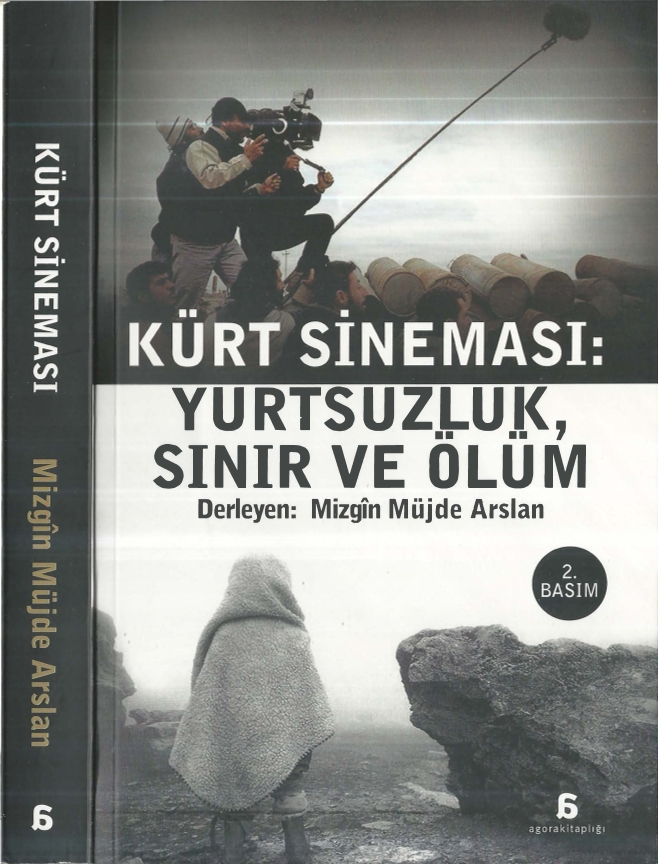 KÜRT SİNEMASI
Mizgîn Müjde Arslan
KÜRT SİNEMASI:
YURTSUZLUK,
SINIR VE ÖLÜM
Derleyen: Mizgîn Müjde Arslan
2.
BASIM
agorakitaplığı